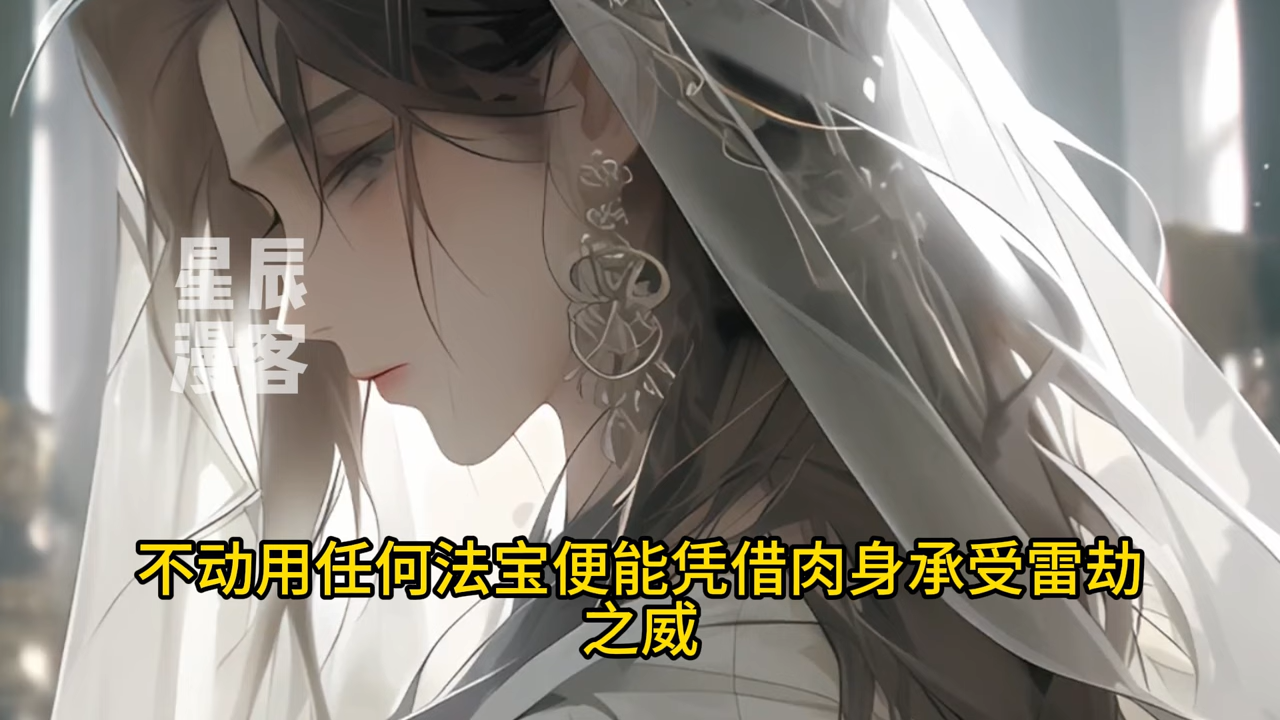 星辰
漫客
不动用任何法宝便能凭借肉身承受雷劫
之威